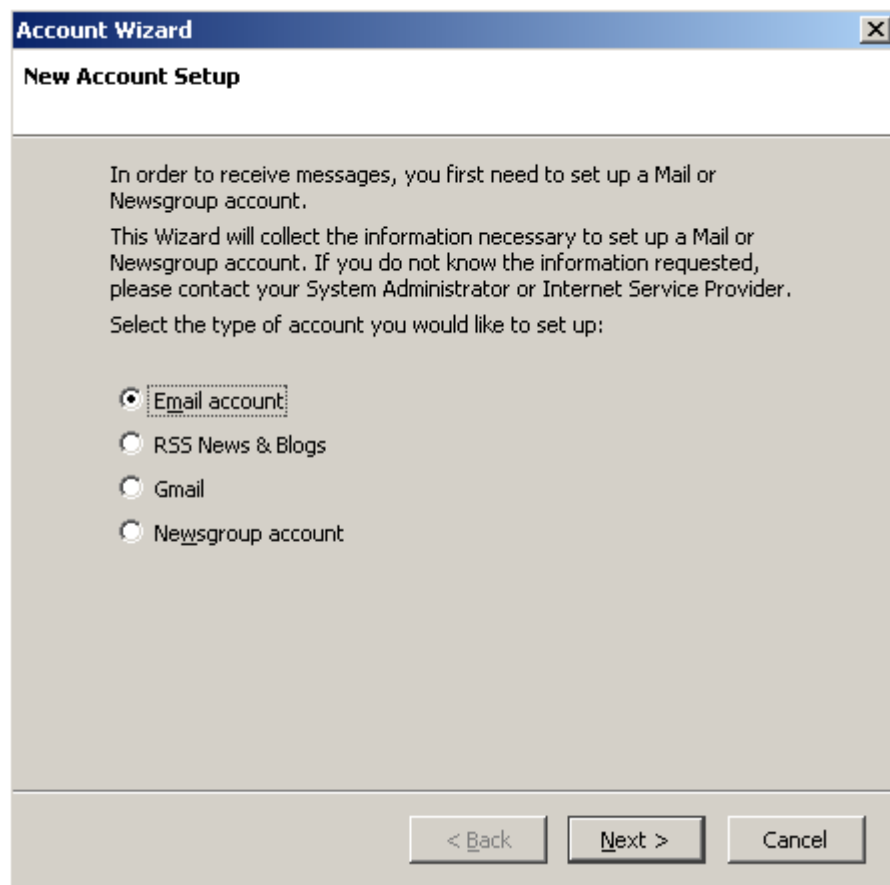 Account Wizard
New Account Setup
In order to receive messages, you first need to set up a Mail or
Newsgroup account.
This Wizard will collect the information necessary to set up a Mail or
Newsgroup account. If you do not know the information requested,
please contact your System Administrator or Internet Service Provider.
Select the type of account you would like to set up:
Email account
RSS News & Blogs
Gmail
Newsgroup account
< Back Next > Cancel